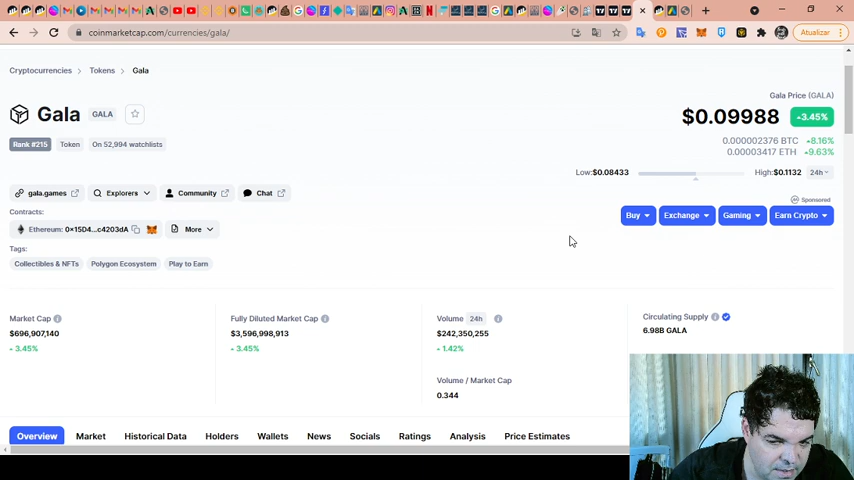 coinmarketcap.com/currencies/gala/
Atualizar
Cryptocurrencies > Tokens > Gala
Gala GALA
Rank #215 Token On 52,994 watchlists
Gala Price (GALA)
$0.09988 3.45%
0.000002376 BTC 8.16%
0.00003417 ETH 9.63%
Low:$0.08433 High:$0.1132 24h
gala.games Explorers Community Chat
Sponsored
Buy Exchange Gaming Earn Crypto
Contracts:
Ethereum: 0x15D4...c4203dA More
Tags:
Collectibles & NFTs Polygon Ecosystem Play to Earn
Market Cap
$696,907,140
3.45%
Fully Diluted Market Cap
$3,596,998,913
3.45%
Volume 24h
$242,350,255
1.42%
Volume / Market Cap
0.344
Circulating Supply
6.98B GALA
Overview Market Historical Data Holders Wallets News Socials Ratings Analysis Price Estimates